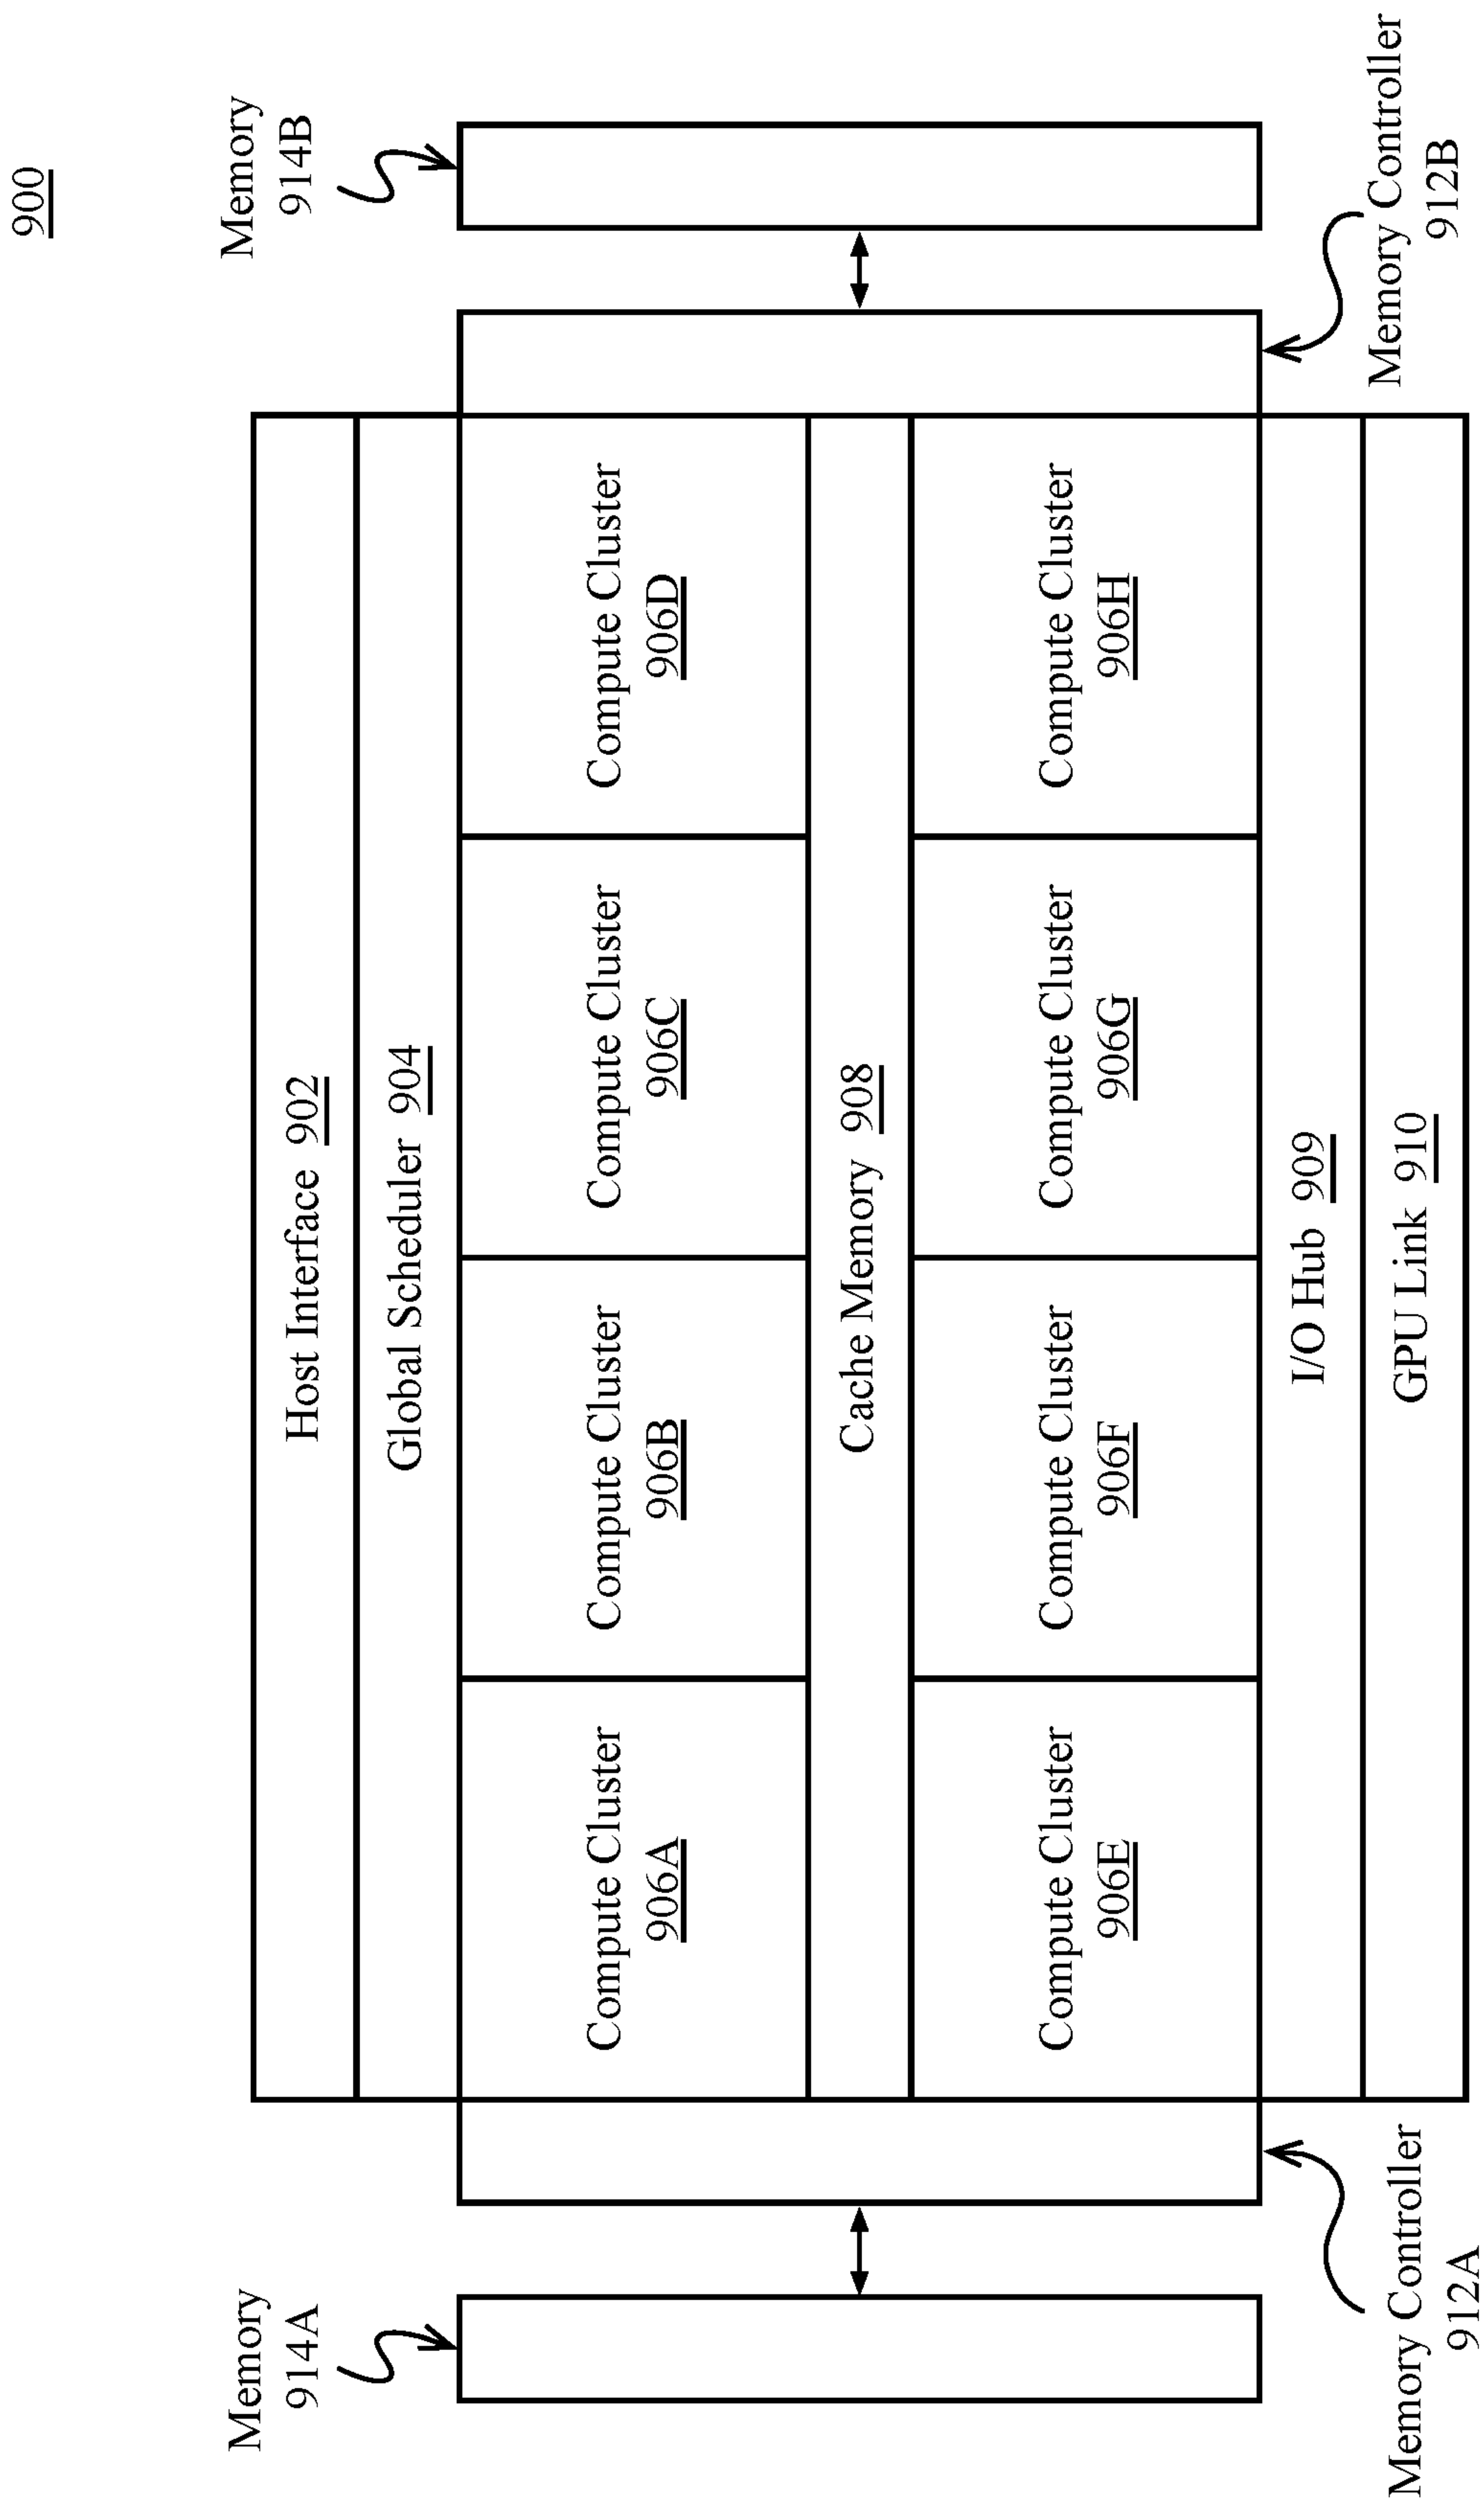 900
Memory
914B
Memory
914A
Host Interface 902
Global Scheduler 904
Compute Cluster
906A
Compute Cluster
906B
Compute Cluster
906C
Compute Cluster
906D
Cache Memory 908
Compute Cluster
906E
Compute Cluster
906F
Compute Cluster
906G
Compute Cluster
906H
I/O Hub 909
GPU Link 910
Memory Controller
912A
Memory Controller
912B